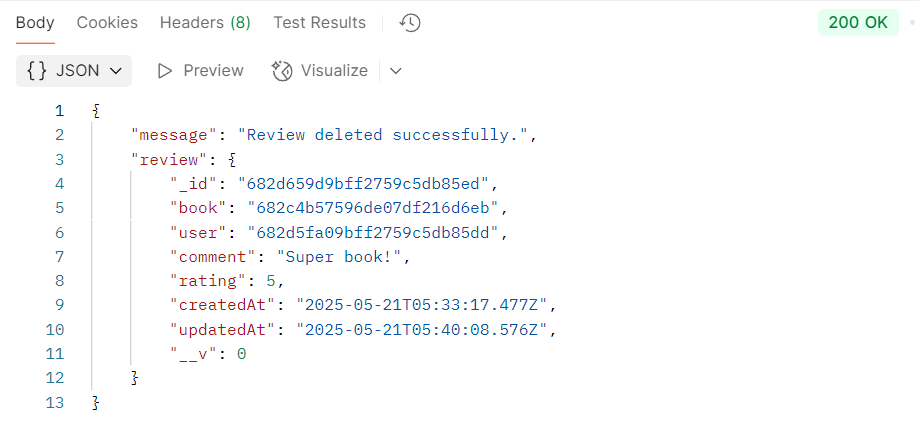 Body Cookies Headers (8) Test Results 200 OK
{} JSON Preview Visualize
1 {
2 "message": "Review deleted successfully.",
3 "review": {
4 "_id": "682d659d9bff2759c5db85ed",
5 "book": "682c4b57596de07df216d6eb",
6 "user": "682d5fa09bff2759c5db85dd",
7 "comment": "Super book!",
8 "rating": 5,
9 "createdAt": "2025-05-21T05:33:17.477Z",
10 "updatedAt": "2025-05-21T05:40:08.576Z",
11 "__v": 0
12 }
13 }